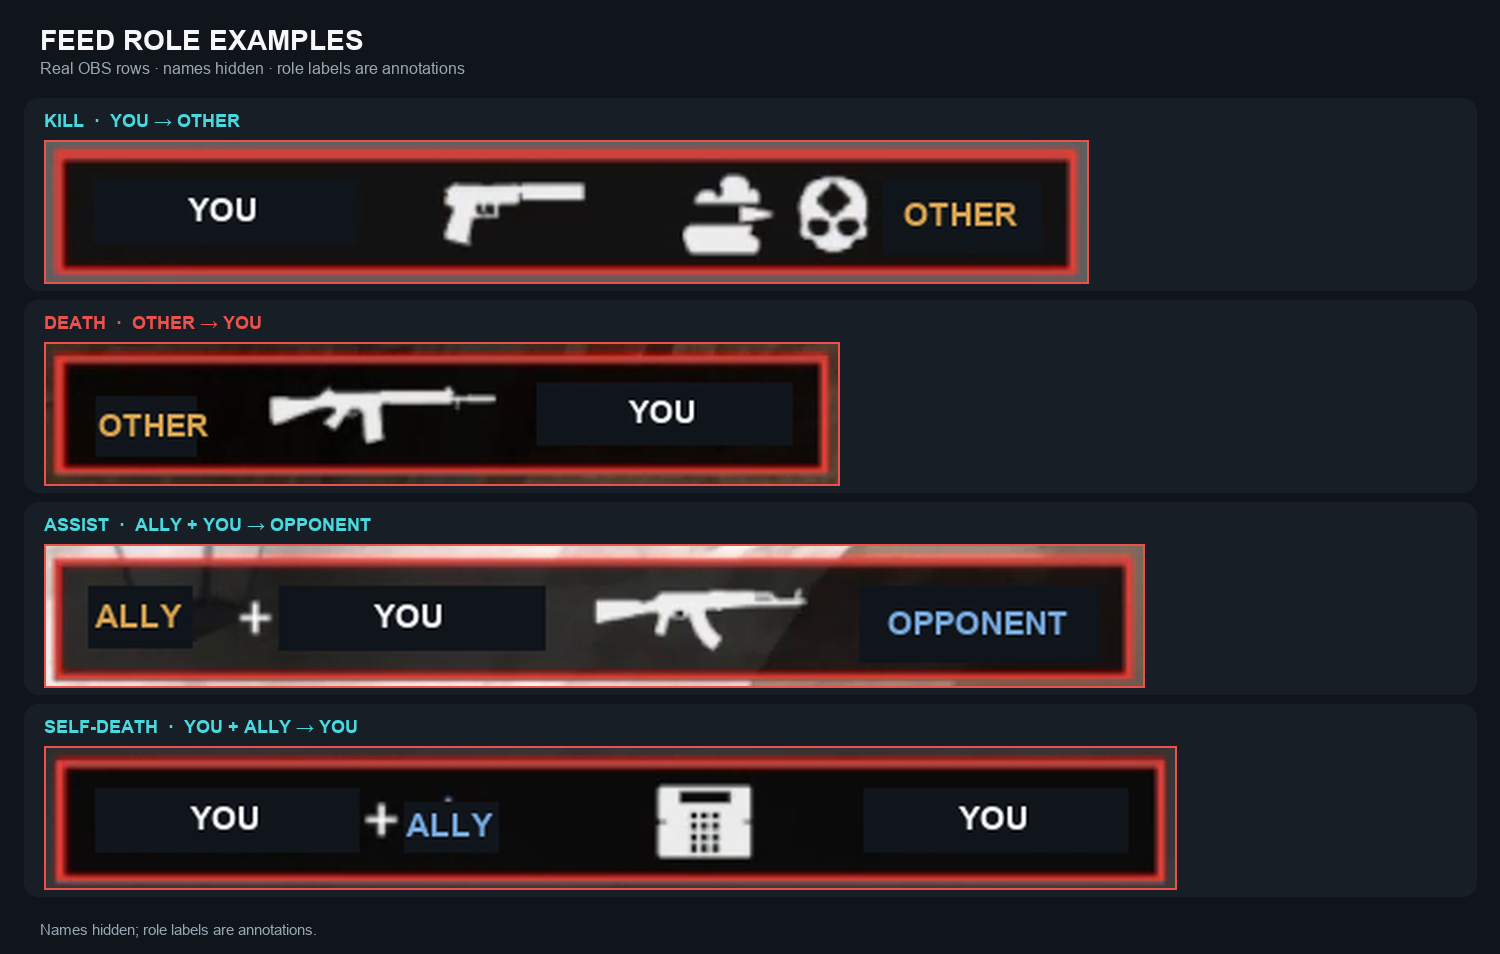 FEED ROLE EXAMPLES
Real OBS rows · names hidden · role labels are annotations
KILL · YOU → OTHER
YOU OTHER
DEATH · OTHER → YOU
OTHER YOU
ASSIST · ALLY + YOU → OPPONENT
ALLY + YOU OPPONENT
SELF-DEATH · YOU + ALLY → YOU
YOU + ALLY YOU
Names hidden; role labels are annotations.